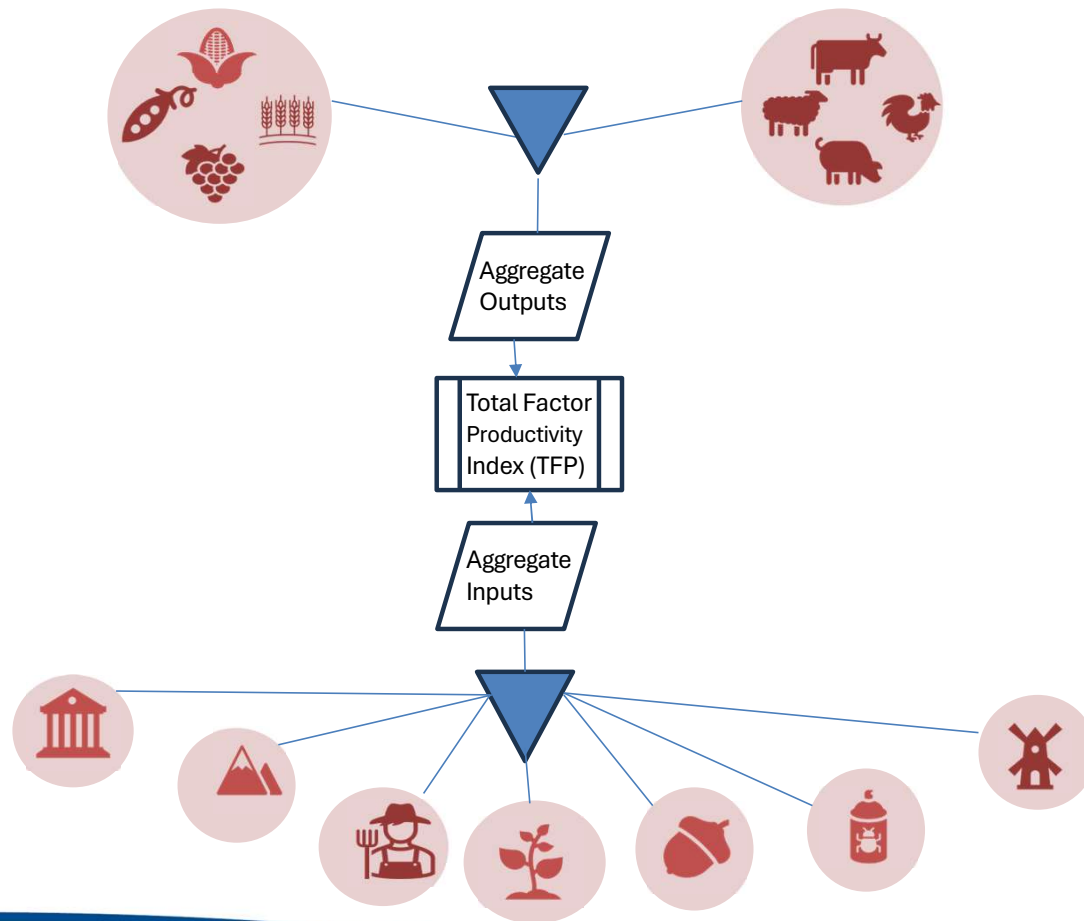 Aggregate
Outputs
Total Factor
Productivity
Index (TFP)
Aggregate
Inputs